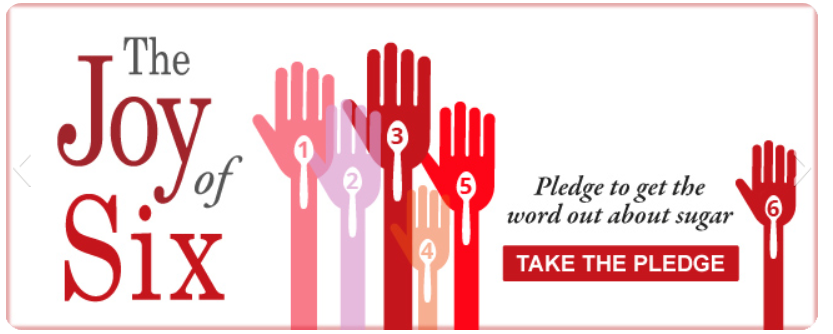 The
Joy
of
Six
1
2
3
4
5
6
Pledge to get the
word out about sugar
TAKE THE PLEDGE